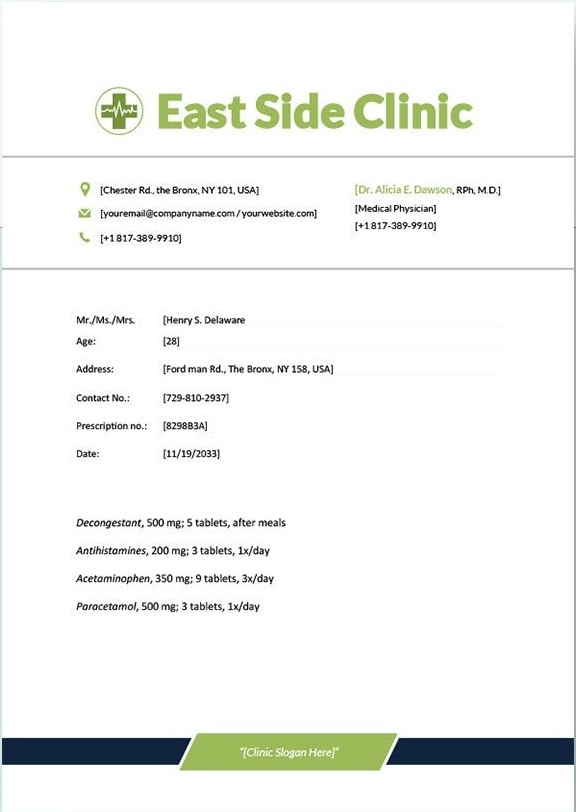 East Side Clinic
[Chester Rd., the Bronx, NY 101, USA]
[youremail@companyname.com / yourwebsite.com]
[+1 817-389-9910]
[Dr. Alicia E. Dawson, RPh, M.D.]
[Medical Physician]
[+1 817-389-9910]
Mr./Ms./Mrs. [Henry S. Delaware
Age: [28]
Address: [Ford man Rd., The Bronx, NY 158, USA]
Contact No.: [729-810-2937]
Prescription no.: [8298B3A]
Date: [11/19/2033]
Decongestant, 500 mg; 5 tablets, after meals
Antihistamines, 200 mg; 3 tablets, 1x/day
Acetaminophen, 350 mg; 9 tablets, 3x/day
Paracetamol, 500 mg; 3 tablets, 1x/day
"[Clinic Slogan Here]"